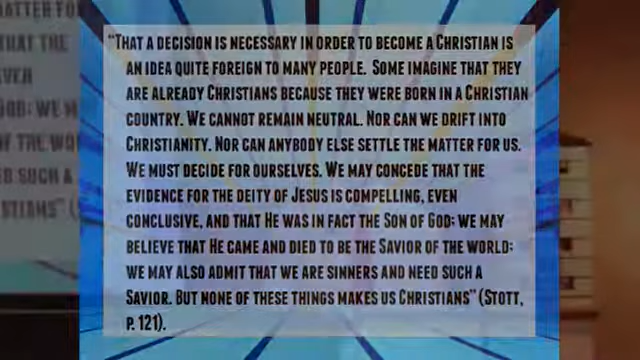 “That a decision is necessary in order to become a Christian is
an idea quite foreign to many people. Some imagine that they
are already Christians because they were born in a Christian
country. We cannot remain neutral. Nor can we drift into
Christianity. Nor can anybody else settle the matter for us.
We must decide for ourselves. We may concede that the
evidence for the deity of Jesus is compelling, even
conclusive, and that He was in fact the Son of God; we may
believe that He came and died to be the Savior of the world;
we may also admit that we are sinners and need such a
Savior. But none of these things makes us Christians” (Stott,
p. 121).